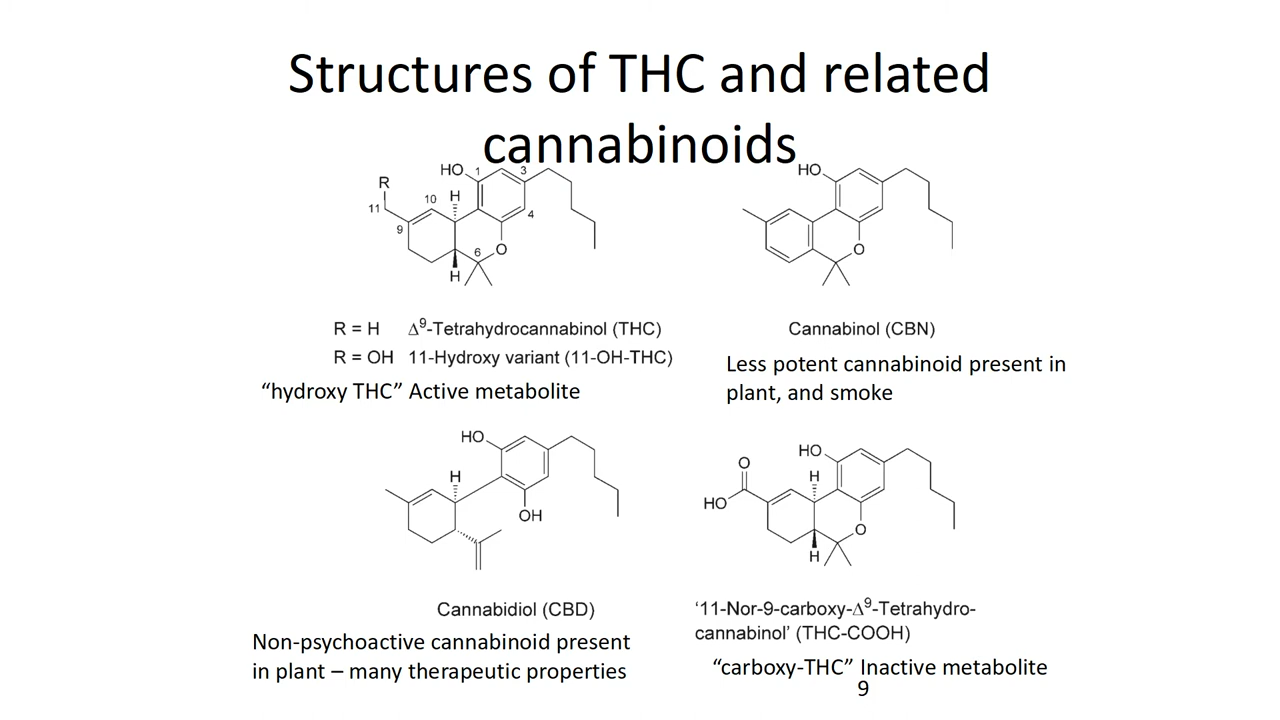 Structures of THC and related
cannabinoids
HO 1 3
R
H
10
11
4
9
6 O
H
R = H Δ⁹-Tetrahydrocannabinol (THC)
R = OH 11-Hydroxy variant (11-OH-THC)
“hydroxy THC” Active metabolite
HO
O
Cannabinol (CBN)
Less potent cannabinoid present in
plant, and smoke
HO
H
OH
Cannabidiol (CBD)
Non-psychoactive cannabinoid present
in plant – many therapeutic properties
HO
O
H
HO
O
H
‘11-Nor-9-carboxy-Δ⁹-Tetrahydro-
cannabinol’ (THC-COOH)
“carboxy-THC” Inactive metabolite
9